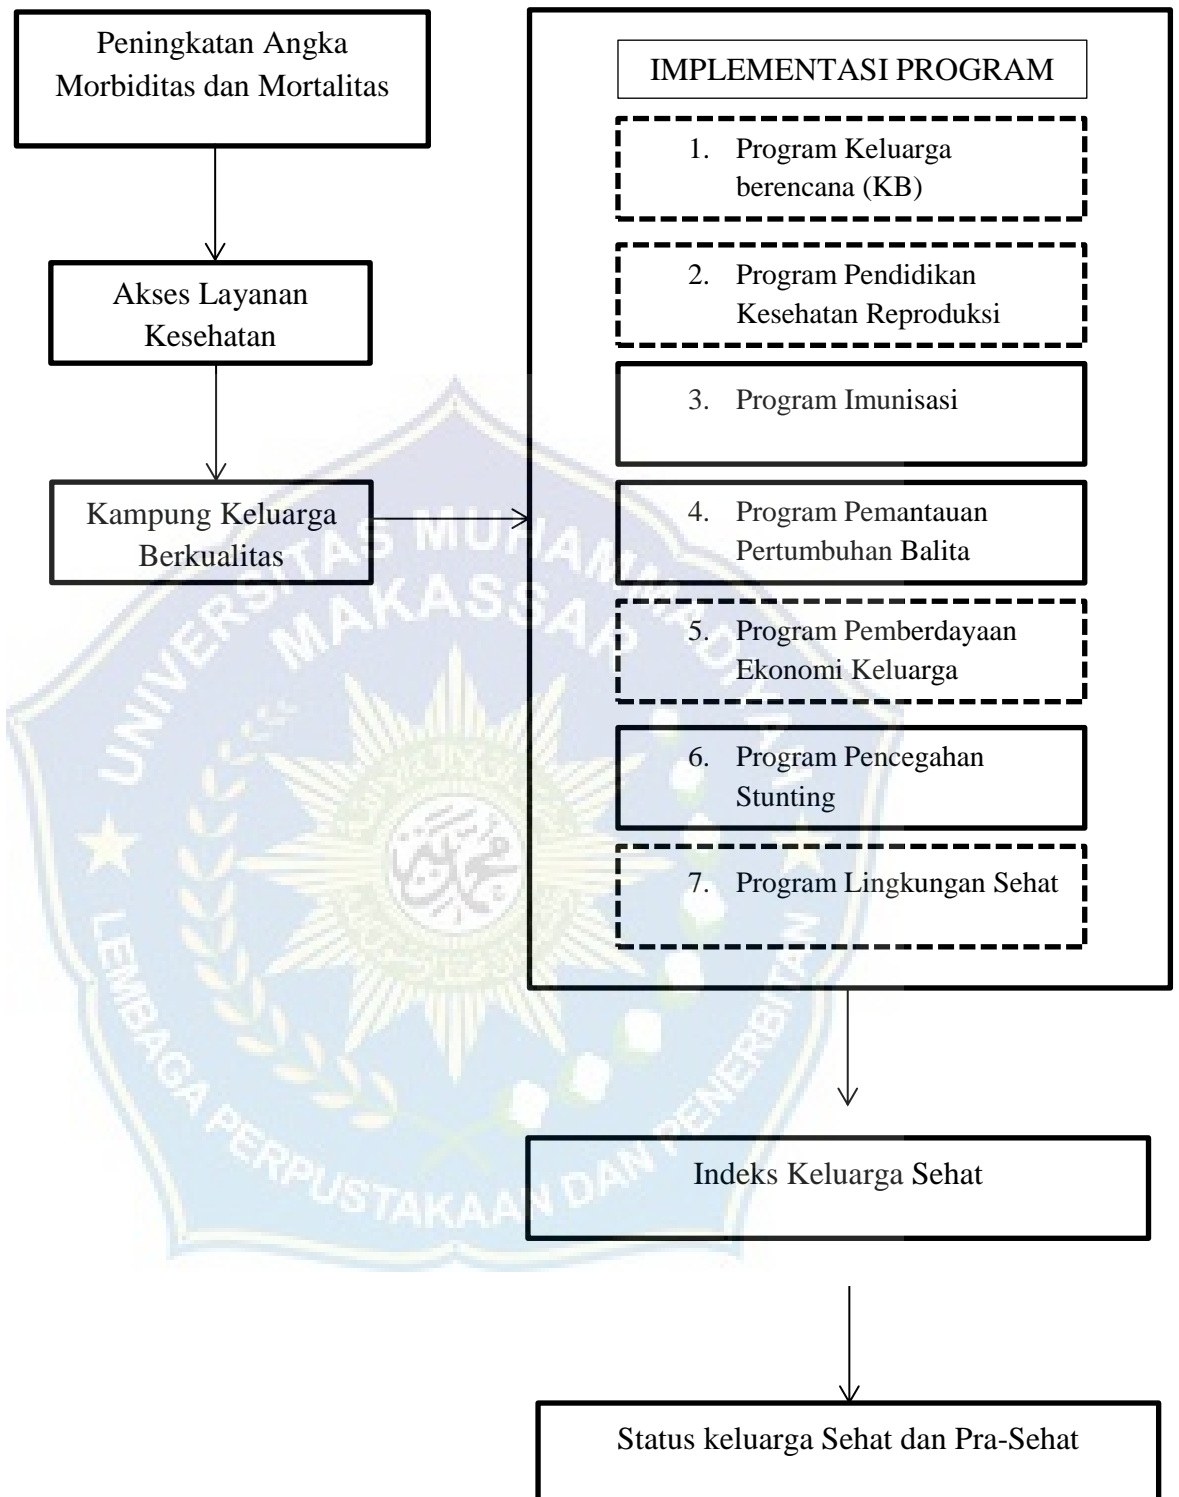 Peningkatan Angka
Morbiditas dan Mortalitas
Akses Layanan
Kesehatan
Kampung Keluarga
Berkualitas
IMPLEMENTASI PROGRAM
1. Program Keluarga
berencana (KB)
2. Program Pendidikan
Kesehatan Reproduksi
3. Program Imunisasi
4. Program Pemantauan
Pertumbuhan Balita
5. Program Pemberdayaan
Ekonomi Keluarga
6. Program Pencegahan
Stunting
7. Program Lingkungan Sehat
Indeks Keluarga Sehat
Status keluarga Sehat dan Pra-Sehat
UNIVERSITAS MUHAMMADIYAH
MAKASSAR
LEMBAGA PERPUSTAKAAN DAN PENERBITAN